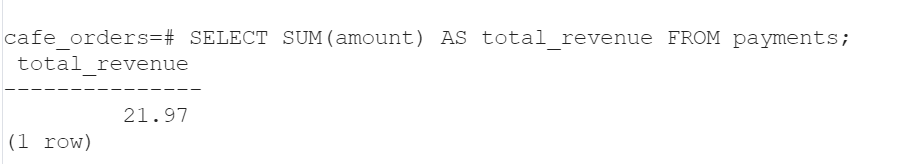 cafe_orders=# SELECT SUM(amount) AS total_revenue FROM payments;
total_revenue
---------------
21.97
(1 row)